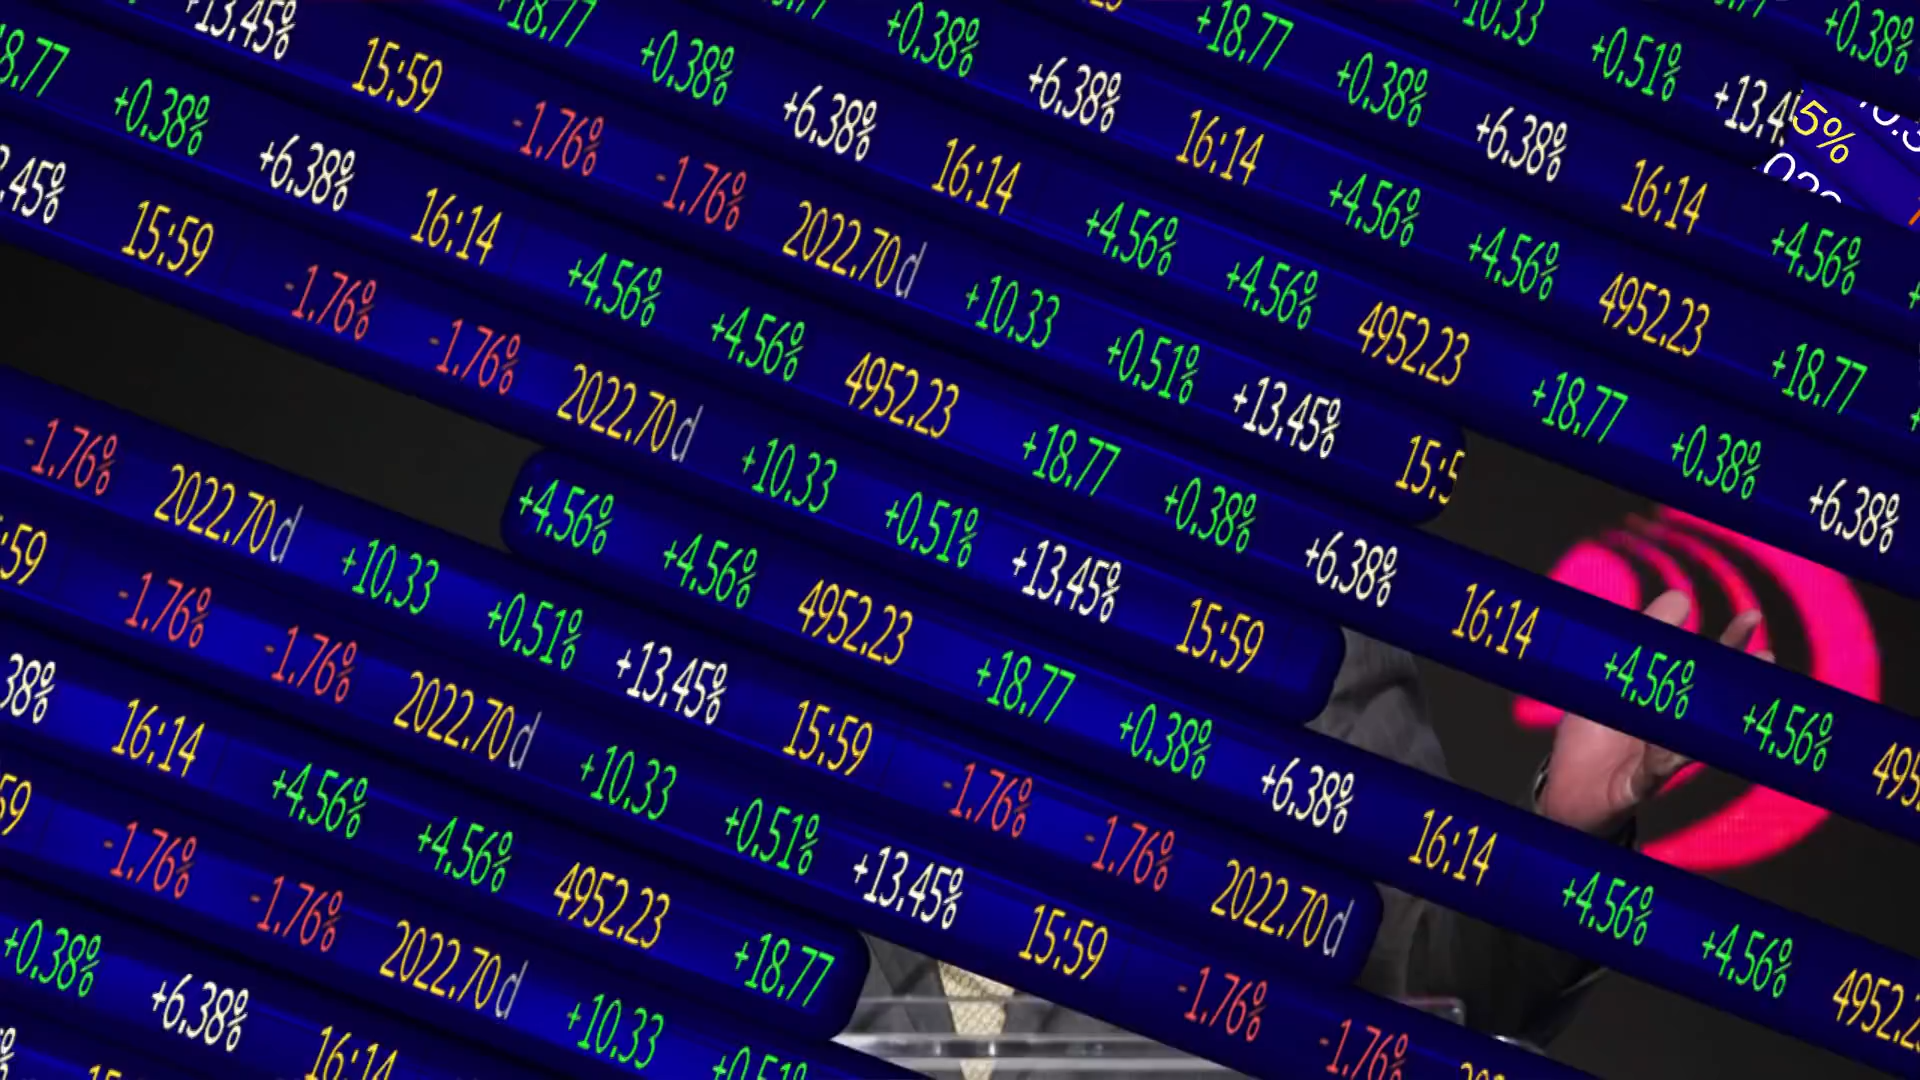 +0.38%
+10.33 +0.51% +13.4
5%
+18.77 +0.38% +6.38% 16:14 +4.56%
+0.38% +6.38% 16:14 +4.56% +4.56% 4952.23 +18.77
+18.77 +0.38% +6.38% 16:14 +4.56% +4.56% 4952.23 +18.77 +0.38% +6.38%
+13.45% 15:59 -1.76% -1.76% 2022.70d +10.33 +0.51% +13.45% 15:5
8.77 +0.38% +6.38% 16:14 +4.56% +4.56% 4952.23 +18.77 +0.38% +6.38% 16:14 +4.56% +4.56% 495
.45% 15:59 -1.76% -1.76% 2022.70d +10.33 +0.51% +13.45% 15:59
+4.56% +4.56% 4952.23 +18.77 +0.38% +6.38% 16:14 +4.56% +4.56% 4952.2
-1.76% 2022.70d +10.33 +0.51% +13.45% 15:59 -1.76% -1.76% 2022.70d
:59 -1.76% -1.76% 2022.70d +10.33 +0.51% +13.45% 15:59 -1.76% -1.76%
38% 16:14 +4.56% +4.56% 4952.23 +18.77
59 -1.76% -1.76% 2022.70d +10.33 +0.51%
+0.38% +6.38% 16:14